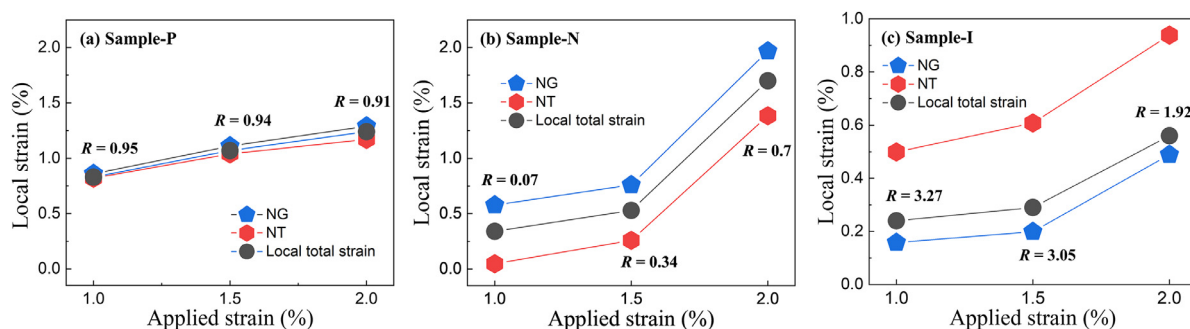 (a) Sample-P
Local strain (%)
2.0
1.5
1.0
0.5
0.0
R = 0.95
R = 0.94
R = 0.91
NG
NT
Local total strain
1.0
1.5
2.0
Applied strain (%)
(b) Sample-N
Local strain (%)
2.0
1.5
1.0
0.5
0.0
NG
NT
Local total strain
R = 0.07
R = 0.34
R = 0.7
1.0
1.5
2.0
Applied strain (%)
(c) Sample-I
Local strain (%)
1.0
0.8
0.6
0.4
0.2
0.0
NG
NT
Local total strain
R = 3.27
R = 3.05
R = 1.92
1.0
1.5
2.0
Applied strain (%)